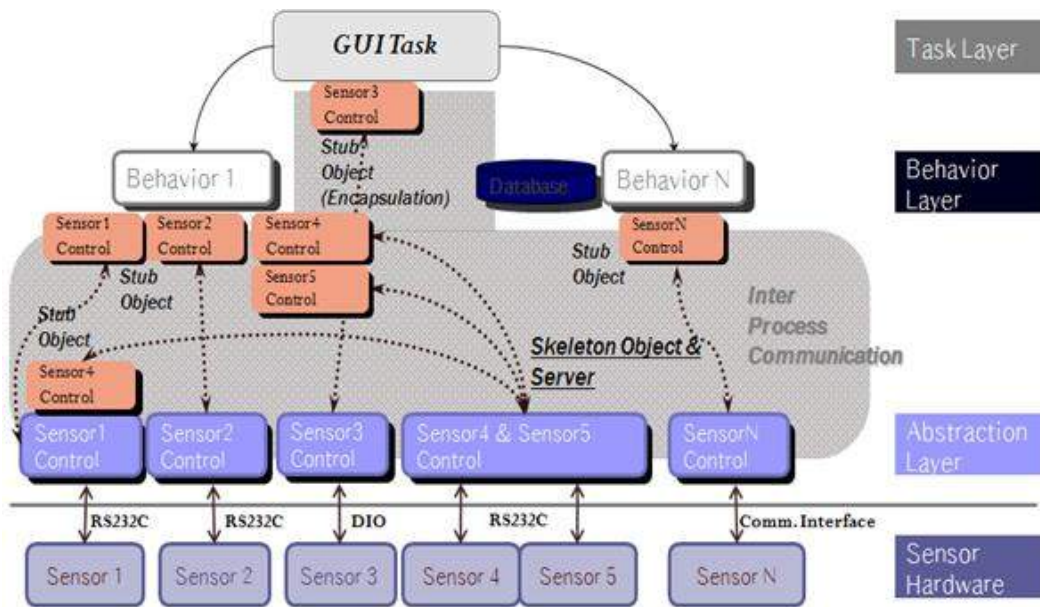 GUI Task
Task Layer
Sensor3
Control
Stub
Object
(Encapsulation)
Behavior 1
Database
Behavior N
Behavior
Layer
Sensor1
Control
Sensor2
Control
Sensor4
Control
SensorN
Control
Stub
Object
Sensor5
Control
Stub
Object
Stub
Object
Inter
Process
Communication
Skeleton Object &
Server
Sensor4
Control
Sensor1
Control
Sensor2
Control
Sensor3
Control
Sensor4 & Sensor5
Control
SensorN
Control
Abstraction
Layer
RS232C
RS232C
DIO
RS232C
Comm. Interface
Sensor 1
Sensor 2
Sensor 3
Sensor 4
Sensor 5
Sensor N
Sensor
Hardware